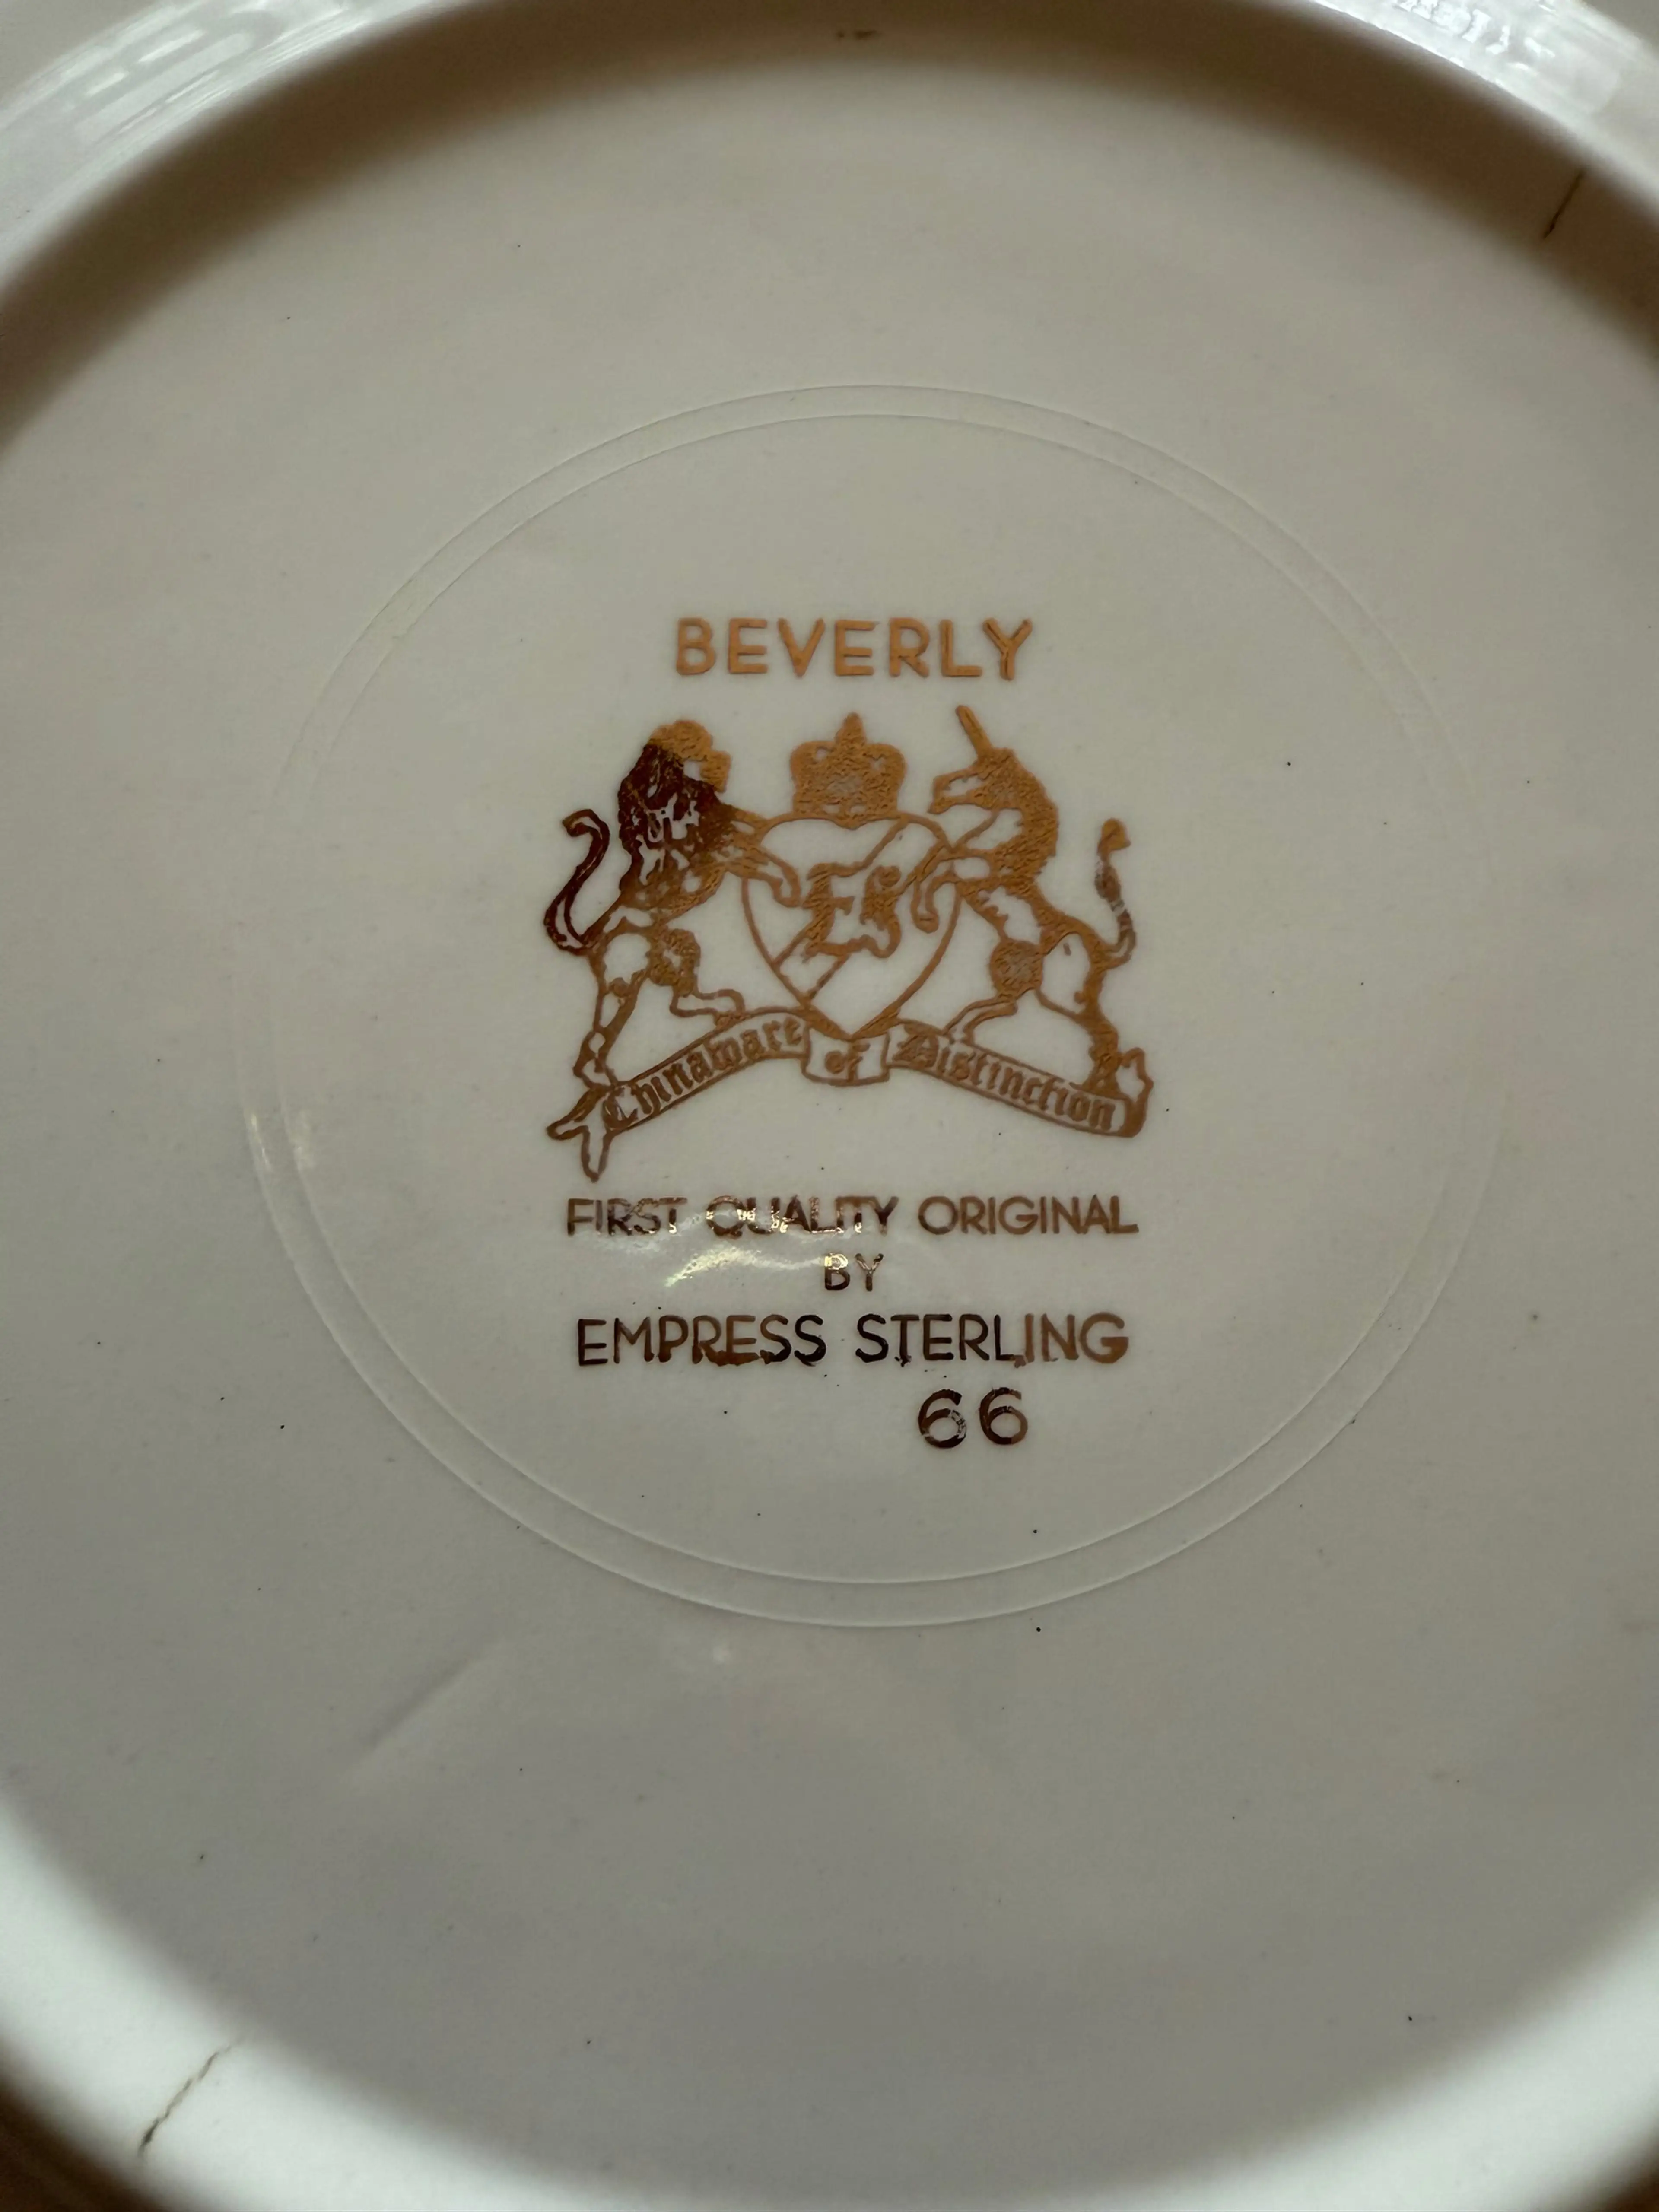 BEVERLY
ES
Chinaware of Distinction
FIRST QUALITY ORIGINAL
BY
EMPRESS STERLING
66